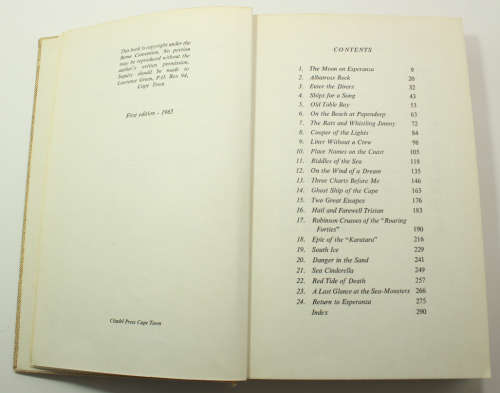 This book is copyright under the
Berne Convention. No portion
may be reproduced without the
author's written permission.
Inquiry should be made to
Lawrence Green, P.O. Box 94,
Cape Town
First edition – 1965
Citadel Press Cape Town
CONTENTS
1. The Moon on Esperanza 9
2. Albatross Rock 26
3. Enter the Divers 32
4. Ships for a Song 43
5. Old Table Bay 53
6. On the Beach at Papendorp 63
7. The Rats and Whistling Jimmy 72
8. Cooper of the Lights 84
9. Liner Without a Crew 96
10. Place Names on the Coast 105
11. Riddles of the Sea 118
12. On the Wind of a Dream 135
13. Three Charts Before Me 146
14. Ghost Ship of the Cape 165
15. Two Great Escapes 176
16. Hail and Farewell Tristan 183
17. Robinson Crusoes of the "Roaring
Forties" 190
18. Epic of the "Karatara" 216
19. South Ice 229
20. Danger in the Sand 241
21. Sea Cinderella 249
22. Red Tide of Death 257
23. A Last Glance at the Sea-Monsters 266
24. Return to Esperanza 275
Index 290